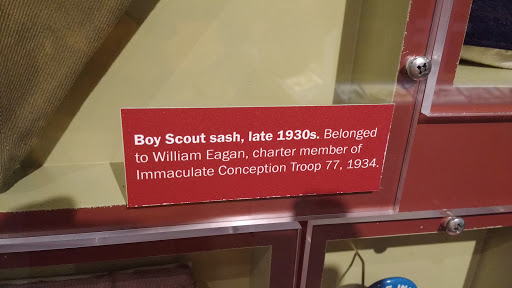 Boy Scout sash, late 1930s. Belonged
to William Eagan, charter member of
Immaculate Conception Troop 77, 1934.